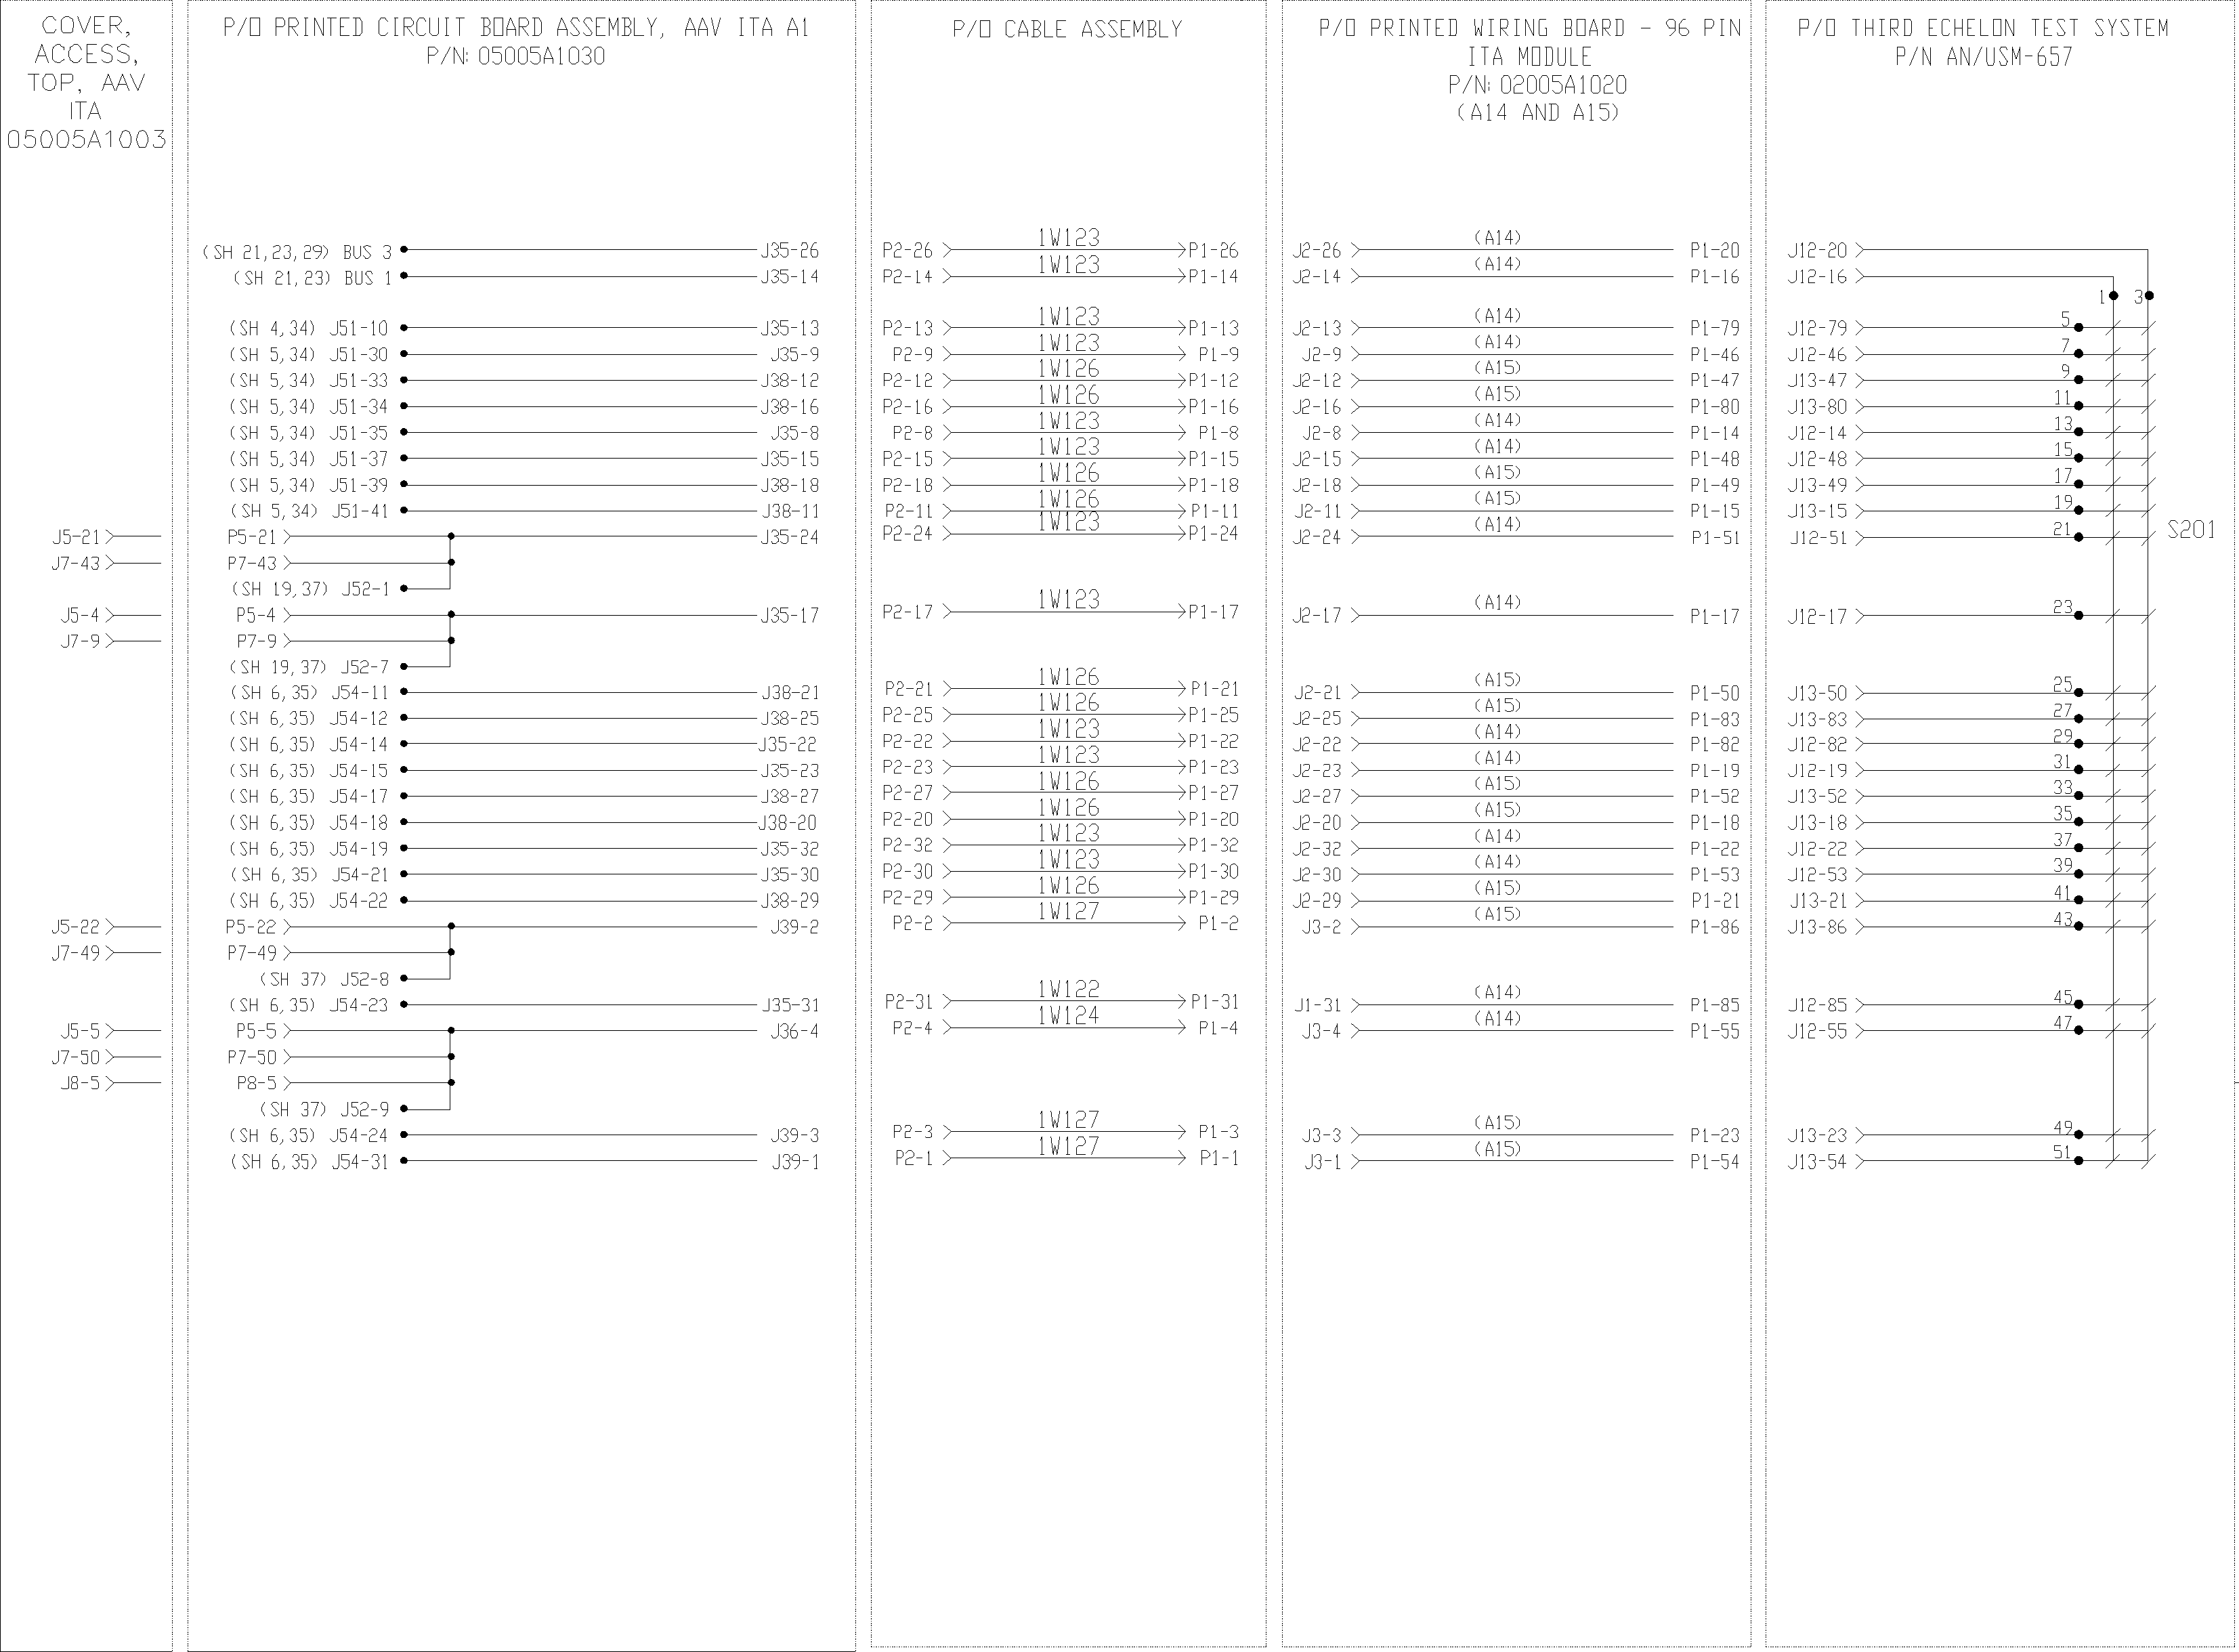 COVER,
ACCESS,
TOP, AAV
ITA
05005A1003
P/O PRINTED CIRCUIT BOARD ASSEMBLY, AAV ITA A1
P/N: 05005A1030
P/O CABLE ASSEMBLY
P/O PRINTED WIRING BOARD - 96 PIN
ITA MODULE
P/N: 02005A1020
(A14 AND A15)
P/O THIRD ECHELON TEST SYSTEM
P/N AN/USM-657
(SH 21,23,29) BUS 3 J35-26 P2-26 1W123 P1-26 J2-26 (A14) P1-20 J12-20
(SH 21,23) BUS 1 J35-14 P2-14 1W123 P1-14 J2-14 (A14) P1-16 J12-16
1 3
(SH 4,34) J51-10 J35-13 P2-13 1W123 P1-13 J2-13 (A14) P1-79 J12-79 5
(SH 5,34) J51-30 J35-9 P2-9 1W123 P1-9 J2-9 (A14) P1-46 J12-46 7
(SH 5,34) J51-33 J38-12 P2-12 1W126 P1-12 J2-12 (A15) P1-47 J13-47 9
(SH 5,34) J51-34 J38-16 P2-16 1W126 P1-16 J2-16 (A15) P1-80 J13-80 11
(SH 5,34) J51-35 J35-8 P2-8 1W123 P1-8 J2-8 (A14) P1-14 J12-14 13
(SH 5,34) J51-37 J35-15 P2-15 1W123 P1-15 J2-15 (A14) P1-48 J12-48 15
(SH 5,34) J51-39 J38-18 P2-18 1W126 P1-18 J2-18 (A15) P1-49 J13-49 17
(SH 5,34) J51-41 J38-11 P2-11 1W126 P1-11 J2-11 (A15) P1-15 J13-15 19
J5-21 P5-21 J35-24 P2-24 1W123 P1-24 J2-24 (A14) P1-51 J12-51 21 S201
J7-43 P7-43
(SH 19,37) J52-1
J5-4 P5-4 J35-17 P2-17 1W123 P1-17 J2-17 (A14) P1-17 J12-17 23
J7-9 P7-9
(SH 19,37) J52-7
(SH 6,35) J54-11 J38-21 P2-21 1W126 P1-21 J2-21 (A15) P1-50 J13-50 25
(SH 6,35) J54-12 J38-25 P2-25 1W126 P1-25 J2-25 (A15) P1-83 J13-83 27
(SH 6,35) J54-14 J35-22 P2-22 1W123 P1-22 J2-22 (A14) P1-82 J12-82 29
(SH 6,35) J54-15 J35-23 P2-23 1W123 P1-23 J2-23 (A14) P1-19 J12-19 31
(SH 6,35) J54-17 J38-27 P2-27 1W126 P1-27 J2-27 (A15) P1-52 J13-52 33
(SH 6,35) J54-18 J38-20 P2-20 1W126 P1-20 J2-20 (A15) P1-18 J13-18 35
(SH 6,35) J54-19 J35-32 P2-32 1W123 P1-32 J2-32 (A14) P1-22 J12-22 37
(SH 6,35) J54-21 J35-30 P2-30 1W123 P1-30 J2-30 (A14) P1-53 J12-53 39
(SH 6,35) J54-22 J38-29 P2-29 1W126 P1-29 J2-29 (A15) P1-21 J13-21 41
J5-22 P5-22 J39-2 P2-2 1W127 P1-2 J3-2 (A15) P1-86 J13-86 43
J7-49 P7-49
(SH 37) J52-8
(SH 6,35) J54-23 J35-31 P2-31 1W122 P1-31 J1-31 (A14) P1-85 J12-85 45
J5-5 P5-5 J36-4 P2-4 1W124 P1-4 J3-4 (A14) P1-55 J12-55 47
J7-50 P7-50
J8-5 P8-5
(SH 37) J52-9
(SH 6,35) J54-24 J39-3 P2-3 1W127 P1-3 J3-3 (A15) P1-23 J13-23 49
(SH 6,35) J54-31 J39-1 P2-1 1W127 P1-1 J3-1 (A15) P1-54 J13-54 51